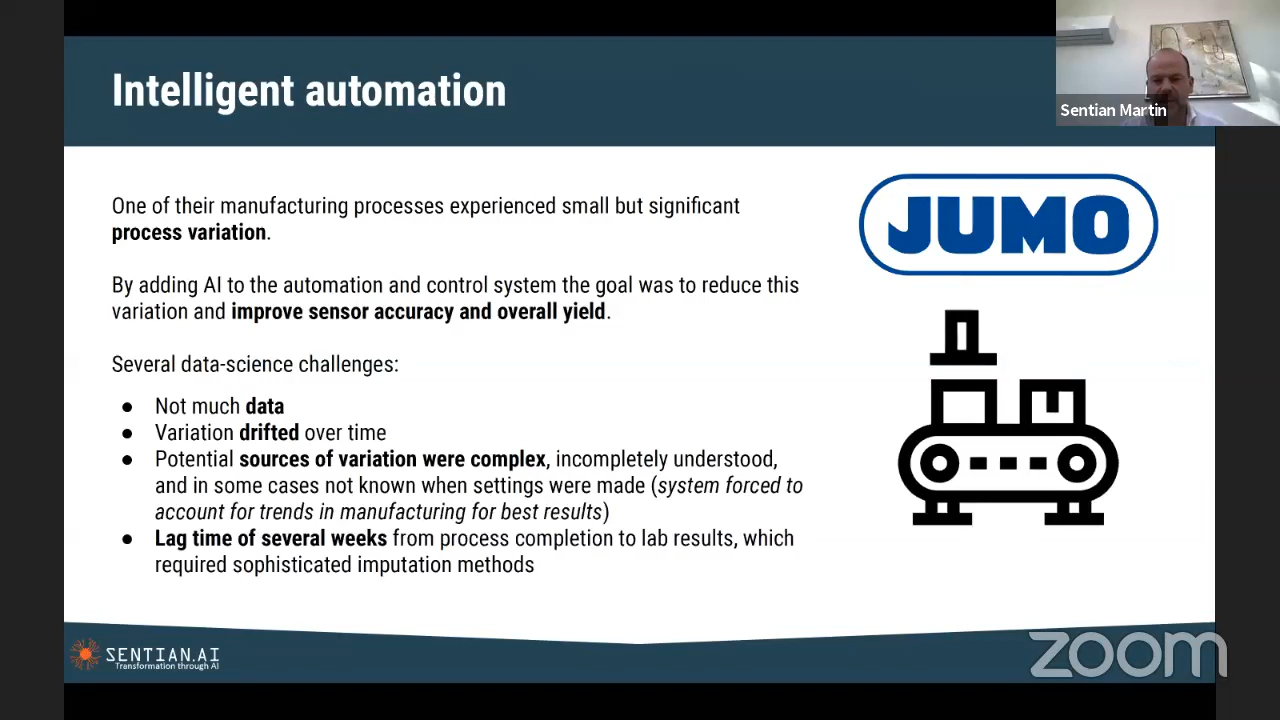 Intelligent automation
Sentian Martin
One of their manufacturing processes experienced small but significant
process variation.
By adding AI to the automation and control system the goal was to reduce this
variation and improve sensor accuracy and overall yield.
Several data-science challenges:
● Not much data
● Variation drifted over time
● Potential sources of variation were complex, incompletely understood,
and in some cases not known when settings were made (system forced to
account for trends in manufacturing for best results)
● Lag time of several weeks from process completion to lab results, which
required sophisticated imputation methods
JUMO
SENTIAN.AI
Transformation through AI
zoom